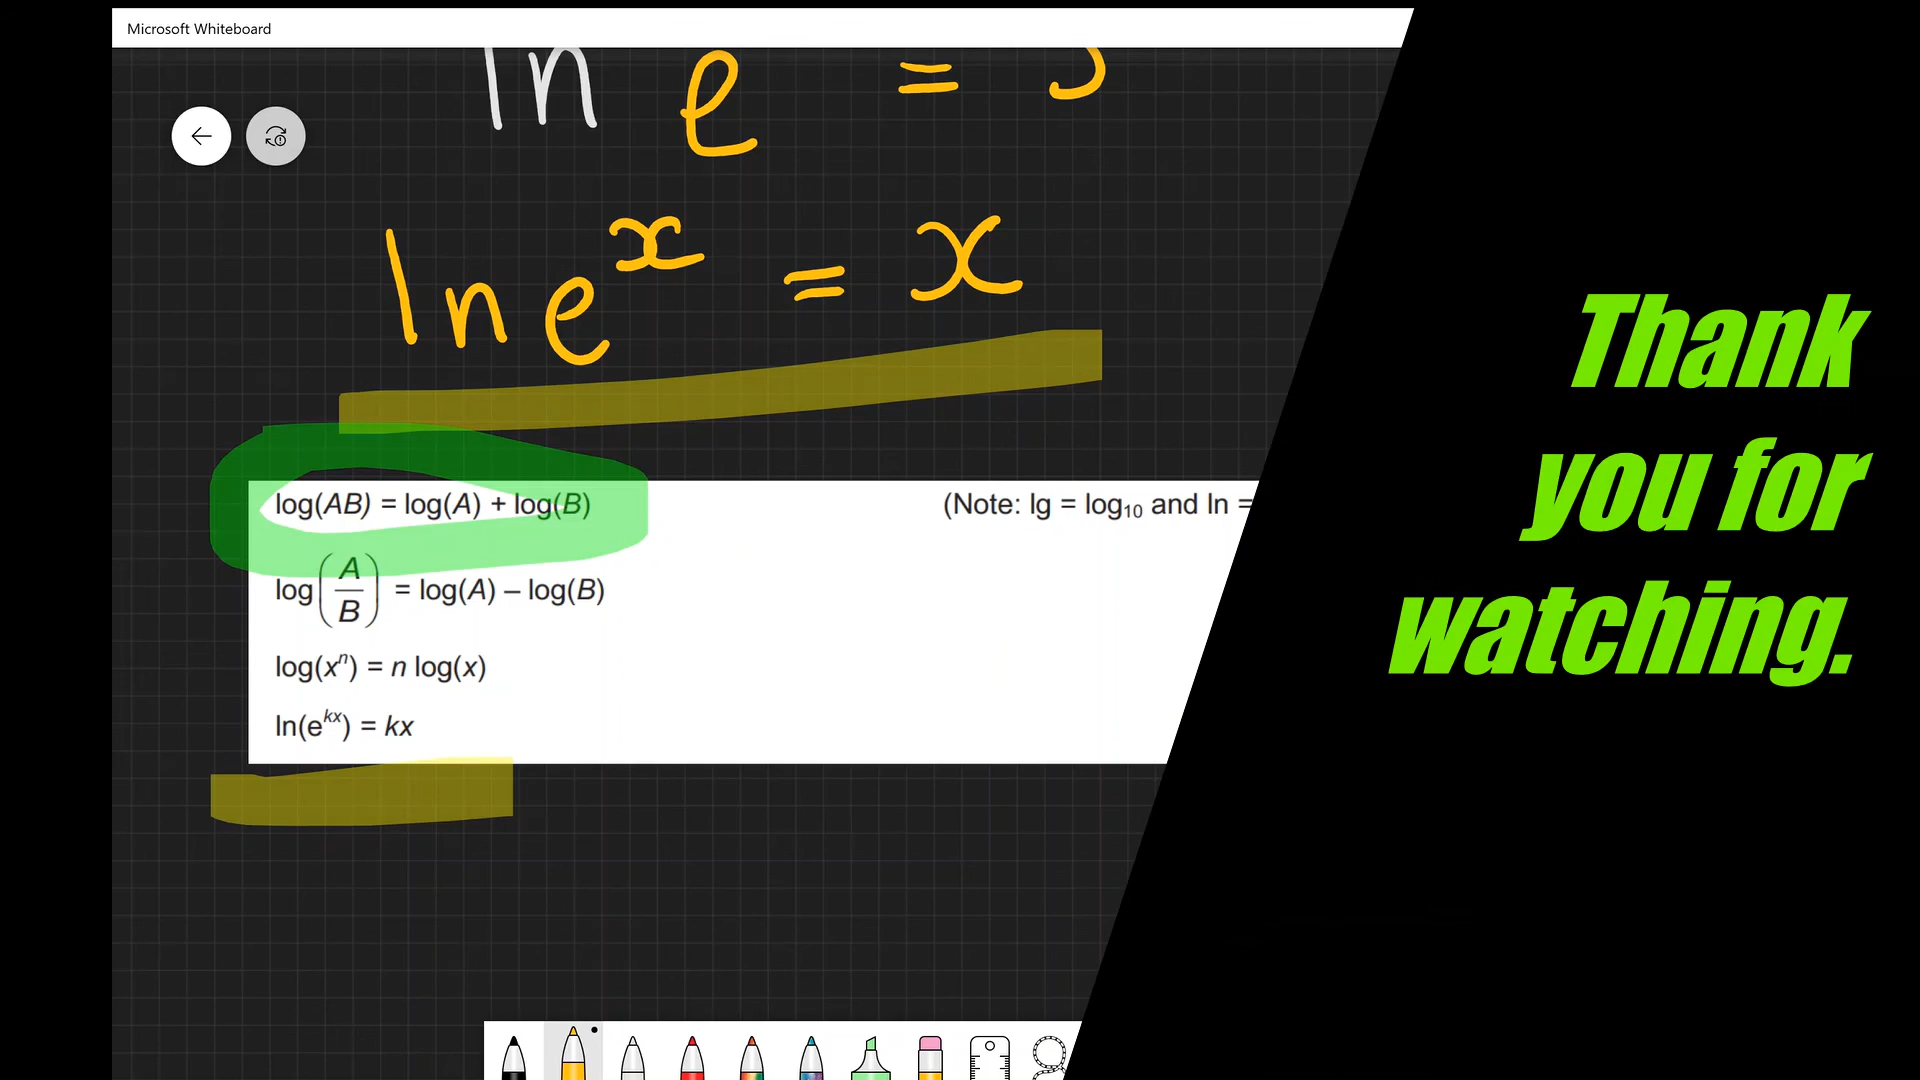 Microsoft Whiteboard
ln e =
ln e^x = x
log(AB) = log(A) + log(B)
(Note: lg = log₁₀ and ln =
log(A/B) = log(A) – log(B)
log(xⁿ) = n log(x)
ln(e^kx) = kx
Thank
you for
watching.